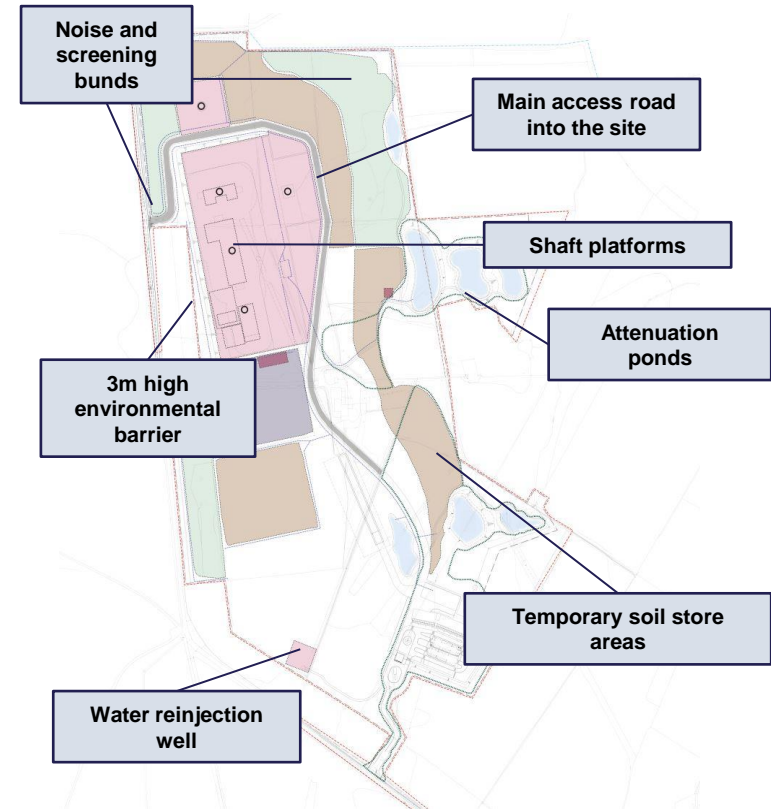 Noise and
screening
bunds
Main access road
into the site
Shaft platforms
Attenuation
ponds
3m high
environmental
barrier
Temporary soil store
areas
Water reinjection
well